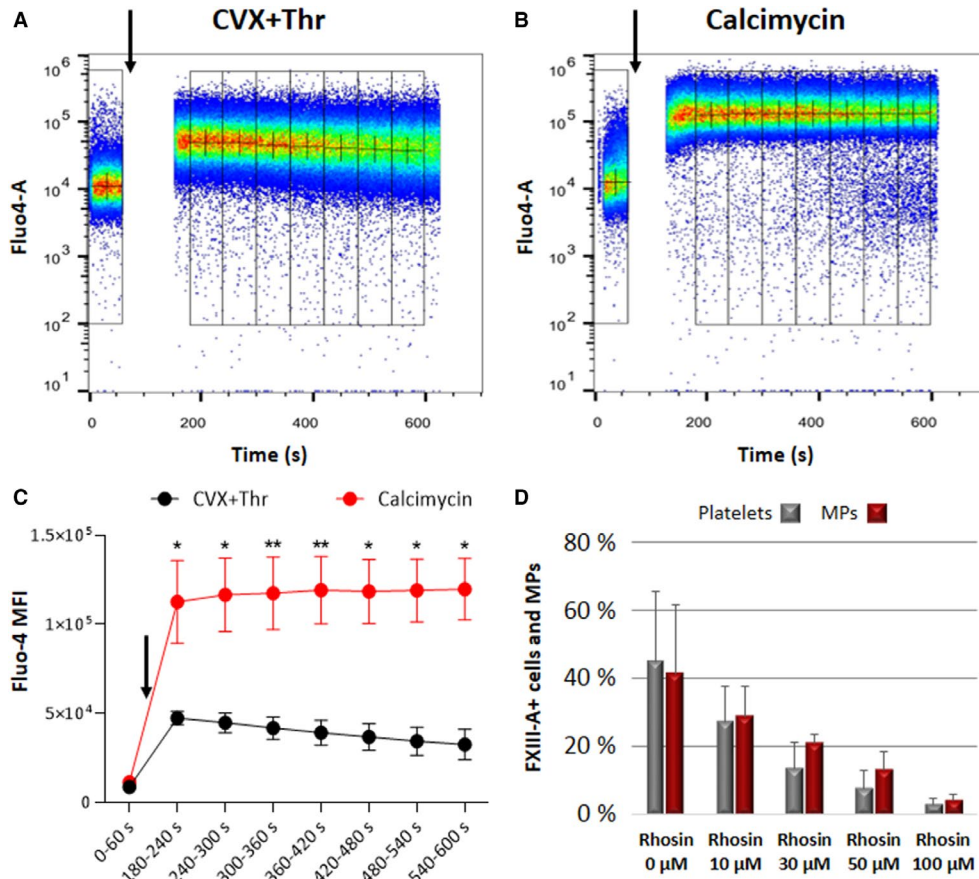 A
CVX+Thr
10^6
10^5
10^4
10^3
10^2
10^1
Fluo4-A
0
200
400
600
Time (s)
B
Calcimycin
10^6
10^5
10^4
10^3
10^2
10^1
Fluo4-A
0
200
400
600
Time (s)
C
CVX+Thr
Calcimycin
1.5×10^5
1×10^5
5×10^4
0
Fluo-4 MFI
* * ** ** * * *
0-60 s
180-240 s
240-300 s
300-360 s
360-420 s
420-480 s
480-540 s
540-600 s
D
Platelets MPs
80 %
60 %
40 %
20 %
0 %
FXIII-A+ cells and MPs
Rhosin Rhosin Rhosin Rhosin Rhosin
0 µM 10 µM 30 µM 50 µM 100 µM